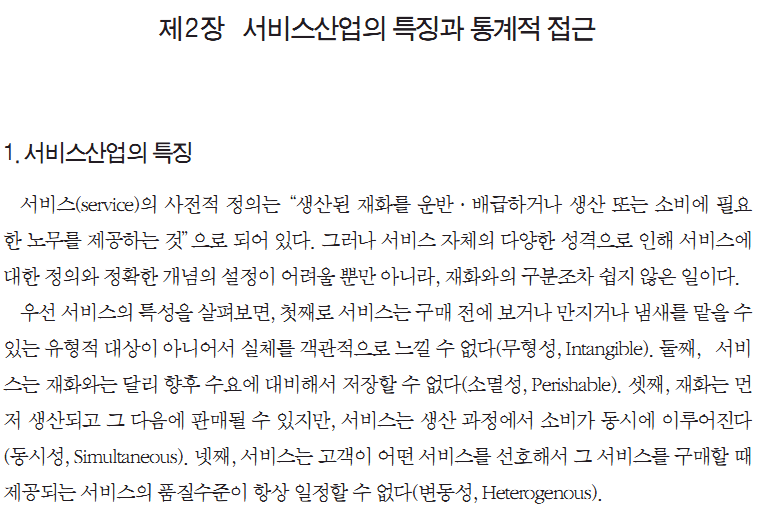 제2장 서비스산업의 특징과 통계적 접근
1. 서비스산업의 특징
서비스(service)의 사전적 정의는 “생산된 재화를 운반·배급하거나 생산 또는 소비에 필요
한 노무를 제공하는 것”으로 되어 있다. 그러나 서비스 자체의 다양한 성격으로 인해 서비스에
대한 정의와 정확한 개념의 설정이 어려울 뿐만 아니라, 재화와의 구분조차 쉽지 않은 일이다.
우선 서비스의 특성을 살펴보면, 첫째로 서비스는 구매 전에 보거나 만지거나 냄새를 맡을 수
있는 유형적 대상이 아니어서 실체를 객관적으로 느낄 수 없다(무형성, Intangible). 둘째, 서비
스는 재화와는 달리 향후 수요에 대비해서 저장할 수 없다(소멸성, Perishable). 셋째, 재화는 먼
저 생산되고 그 다음에 판매될 수 있지만, 서비스는 생산 과정에서 소비가 동시에 이루어진다
(동시성, Simultaneous). 넷째, 서비스는 고객이 어떤 서비스를 선호해서 그 서비스를 구매할 때
제공되는 서비스의 품질수준이 항상 일정할 수 없다(변동성, Heterogenous).